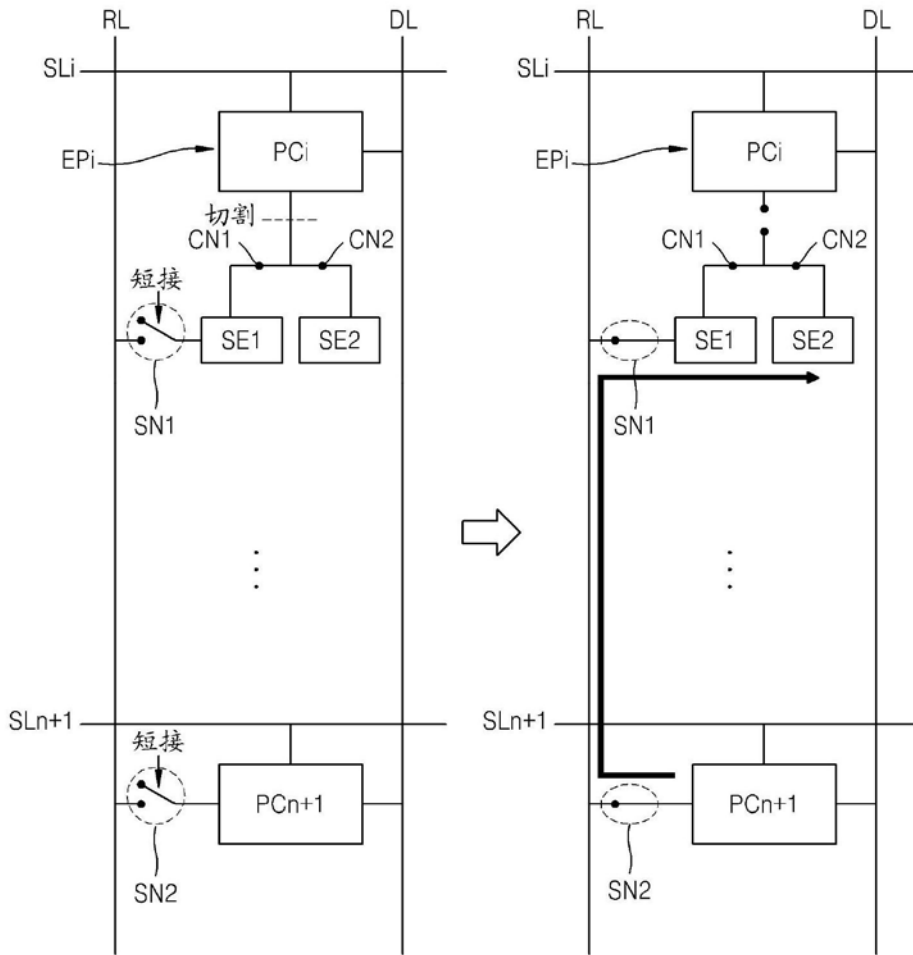 RL DL RL DL
SLi SLi
PCi PCi
EPi EPi
切割
CN1 CN2 CN1 CN2
短接
SE1 SE2 SE1 SE2
SN1 SN1
SLn+1 SLn+1
短接
PCn+1 PCn+1
SN2 SN2